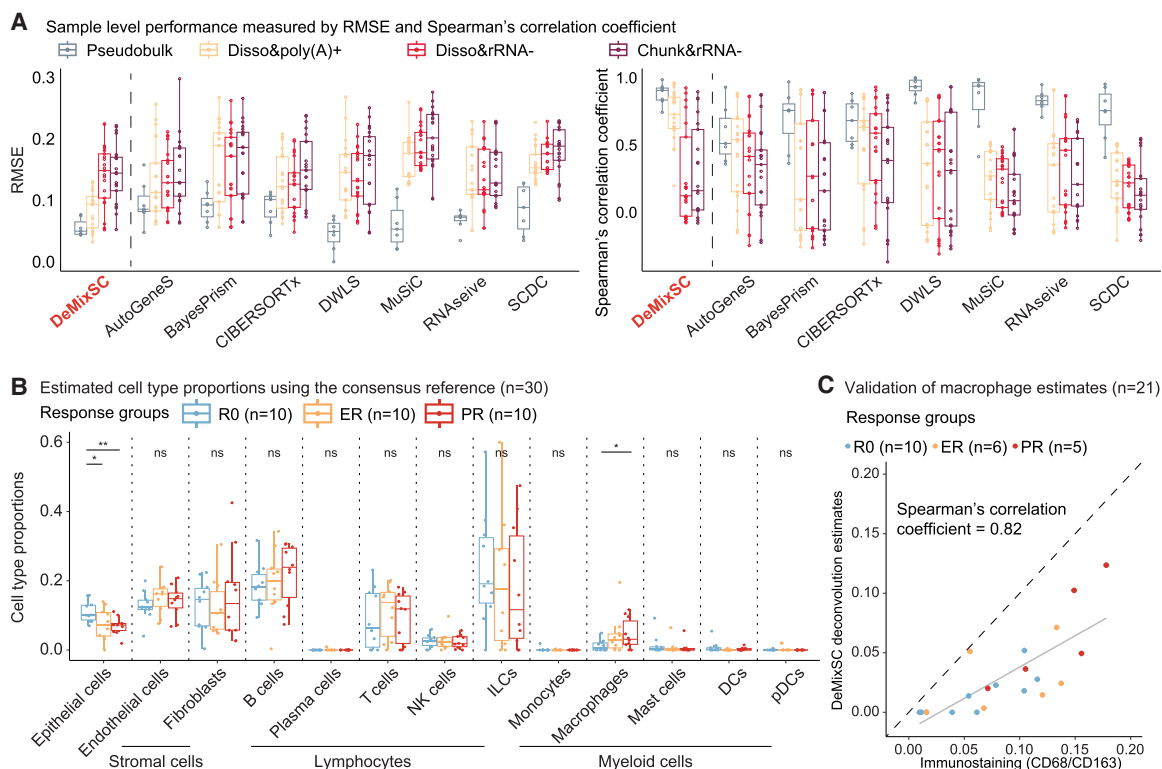 A Sample level performance measured by RMSE and Spearman's correlation coefficient
Pseudobulk Disso&poly(A)+ Disso&rRNA- Chunk&rRNA-
RMSE
0.3
0.2
0.1
0.0
DeMixSC AutoGeneS BayesPrism CIBERSORTx DWLS MuSiC RNAseive SCDC
Spearman's correlation coefficient
1.0
0.5
0.0
DeMixSC AutoGeneS BayesPrism CIBERSORTx DWLS MuSiC RNAseive SCDC
B Estimated cell type proportions using the consensus reference (n=30)
Response groups R0 (n=10) ER (n=10) PR (n=10)
Cell type proportions
0.6
0.4
0.2
0.0
**
*
ns ns ns ns ns ns ns ns * ns ns ns
Epithelial cells Endothelial cells Fibroblasts B cells Plasma cells T cells NK cells ILCs Monocytes Macrophages Mast cells DCs pDCs
Stromal cells Lymphocytes Myeloid cells
C Validation of macrophage estimates (n=21)
Response groups
R0 (n=10) ER (n=6) PR (n=5)
Spearman's correlation
coefficient = 0.82
DeMixSC deconvolution estimates
0.20
0.15
0.10
0.05
0.00
0.00 0.05 0.10 0.15 0.20
Immunostaining (CD68/CD163)